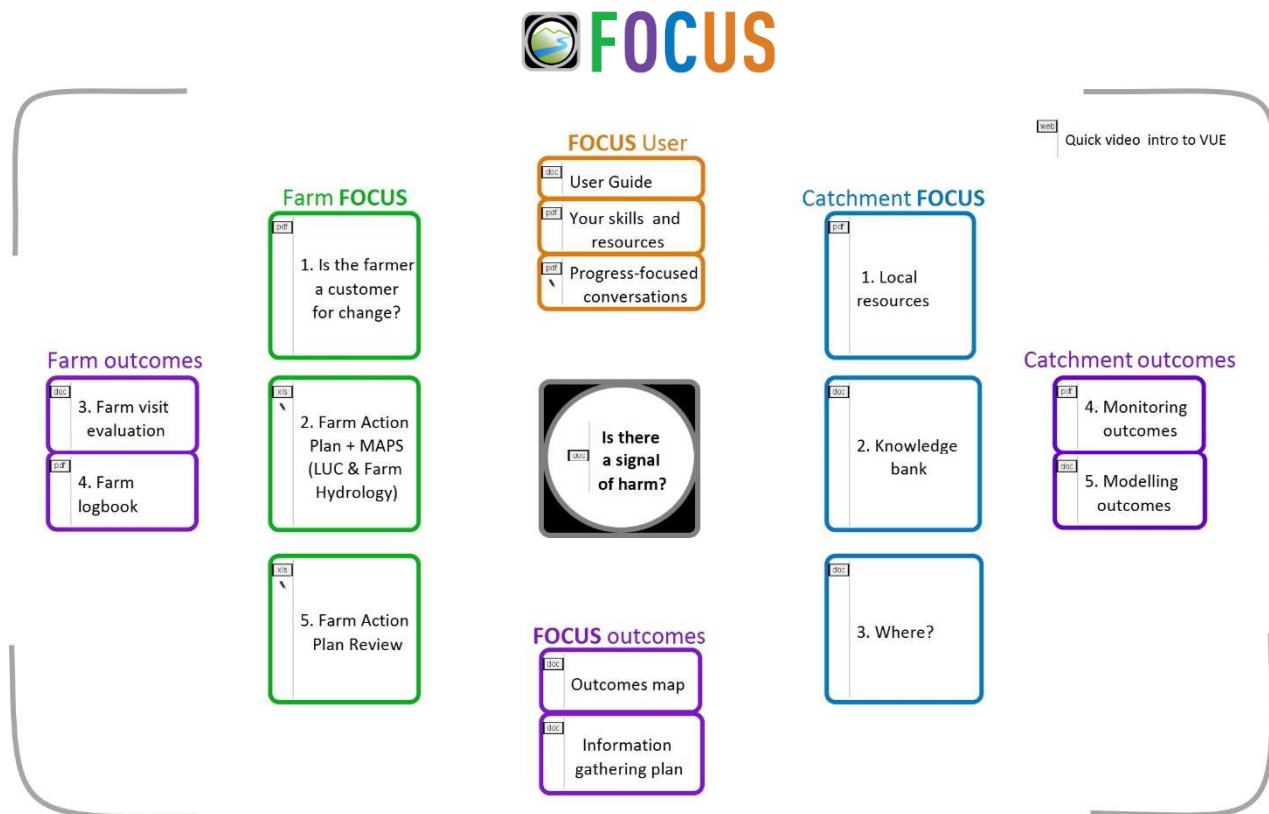 FOCUS
web
Quick video intro to VUE
FOCUS User
doc
User Guide
pdf
Your skills and
resources
pdf
Progress-focused
conversations
Farm FOCUS
pdf
1. Is the farmer
a customer
for change?
xls
2. Farm Action
Plan + MAPS
(LUC & Farm
Hydrology)
xls
5. Farm Action
Plan Review
Catchment FOCUS
pdf
1. Local
resources
doc
2. Knowledge
bank
doc
3. Where?
Farm outcomes
doc
3. Farm visit
evaluation
pdf
4. Farm
logbook
doc
Is there
a signal
of harm?
Catchment outcomes
pdf
4. Monitoring
outcomes
doc
5. Modelling
outcomes
FOCUS outcomes
doc
Outcomes map
doc
Information
gathering plan